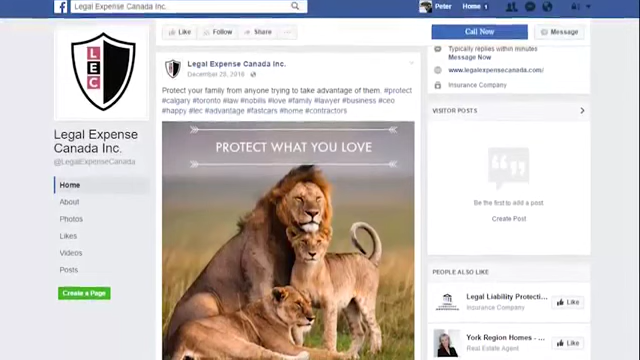 Legal Expense Canada Inc.
Peter
Home 1
Like
Follow
Share
Call Now
Message
LEC
Legal Expense
Canada Inc.
@LegalExpenseCanada
Home
About
Photos
Likes
Videos
Posts
Create a Page
Legal Expense Canada Inc.
December 20, 2016
Protect your family from anyone trying to take advantage of them. #protect
#calgary #toronto #law #nobills #love #family #lawyer #business #ceo
#happy #lec #advantage #fastcars #home #contractors
PROTECT WHAT YOU LOVE
Typically replies within minutes
Message Now
www.legalexpensecanada.com/
Insurance Company
VISITOR POSTS
Be the first to add a post.
Create Post
PEOPLE ALSO LIKE
Legal Liability Protecti...
Insurance Company
Like
York Region Homes - ...
Real Estate Agent
Like